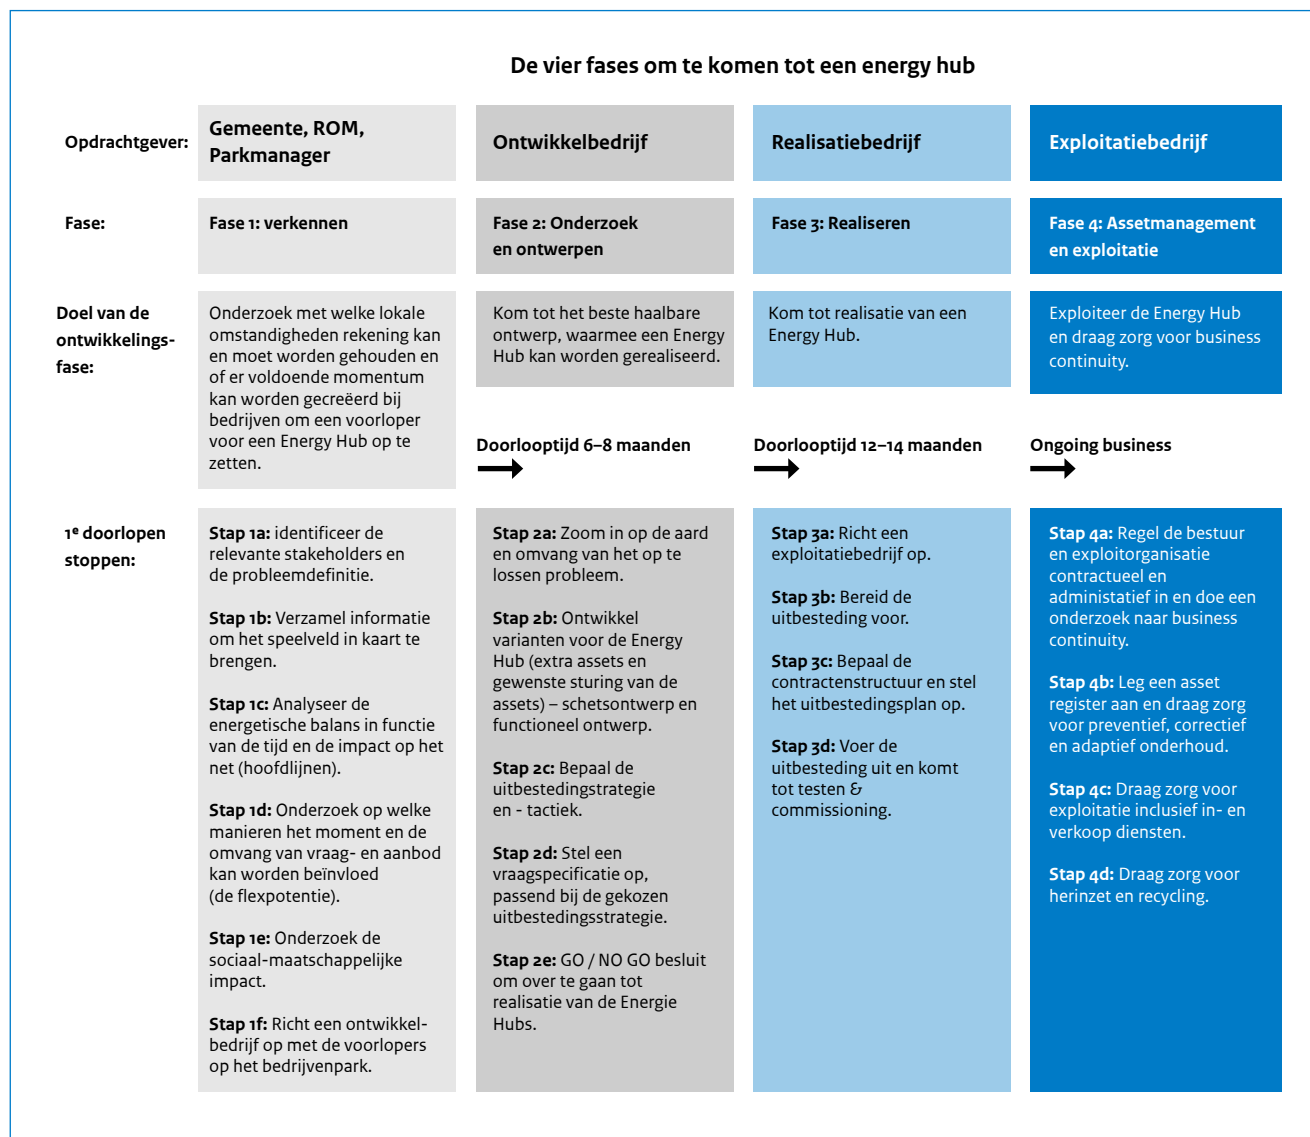 De vier fases om te komen tot een energy hub
Opdrachtgever:
Gemeente, ROM,
Parkmanager
Ontwikkelbedrijf
Realisatiebedrijf
Exploitatiebedrijf
Fase:
Fase 1: verkennen
Fase 2: Onderzoek
en ontwerpen
Fase 3: Realiseren
Fase 4: Assetmanagement
en exploitatie
Doel van de
ontwikkelings-
fase:
Onderzoek met welke lokale
omstandigheden rekening kan
en moet worden gehouden en
of er voldoende momentum
kan worden gecreëerd bij
bedrijven om een voorloper
voor een Energy Hub op te
zetten.
Kom tot het beste haalbare
ontwerp, waarmee een Energy
Hub kan worden gerealiseerd.
Kom tot realisatie van een
Energy Hub.
Exploiteer de Energy Hub
en draag zorg voor business
continuity.
Doorlooptijd 6–8 maanden
Doorlooptijd 12–14 maanden
Ongoing business
1e doorlopen
stoppen:
Stap 1a: identificeer de
relevante stakeholders en
de probleemdefinitie.
Stap 1b: Verzamel informatie
om het speelveld in kaart te
brengen.
Stap 1c: Analyseer de
energetische balans in functie
van de tijd en de impact op het
net (hoofdlijnen).
Stap 1d: Onderzoek op welke
manieren het moment en de
omvang van vraag- en aanbod
kan worden beïnvloed
(de flexpotentie).
Stap 1e: Onderzoek de
sociaal-maatschappelijke
impact.
Stap 1f: Richt een ontwikkel-
bedrijf op met de voorlopers
op het bedrijvenpark.
Stap 2a: Zoom in op de aard
en omvang van het op te
lossen probleem.
Stap 2b: Ontwikkel
varianten voor de Energy
Hub (extra assets en
gewenste sturing van de
assets) – schetsontwerp en
functioneel ontwerp.
Stap 2c: Bepaal de
uitbestedingstrategie
en - tactiek.
Stap 2d: Stel een
vraagspecificatie op,
passend bij de gekozen
uitbestedingsstrategie.
Stap 2e: GO / NO GO besluit
om over te gaan tot
realisatie van de Energie
Hubs.
Stap 3a: Richt een
exploitatiebedrijf op.
Stap 3b: Bereid de
uitbesteding voor.
Stap 3c: Bepaal de
contractenstructuur en stel
het uitbestedingsplan op.
Stap 3d: Voer de
uitbesteding uit en komt
tot testen &
commissioning.
Stap 4a: Regel de bestuur
en exploitorganisatie
contractueel en
administatief in en doe een
onderzoek naar business
continuity.
Stap 4b: Leg een asset
register aan en draag zorg
voor preventief, correctief
en adaptief onderhoud.
Stap 4c: Draag zorg voor
exploitatie inclusief in- en
verkoop diensten.
Stap 4d: Draag zorg voor
herinzet en recycling.